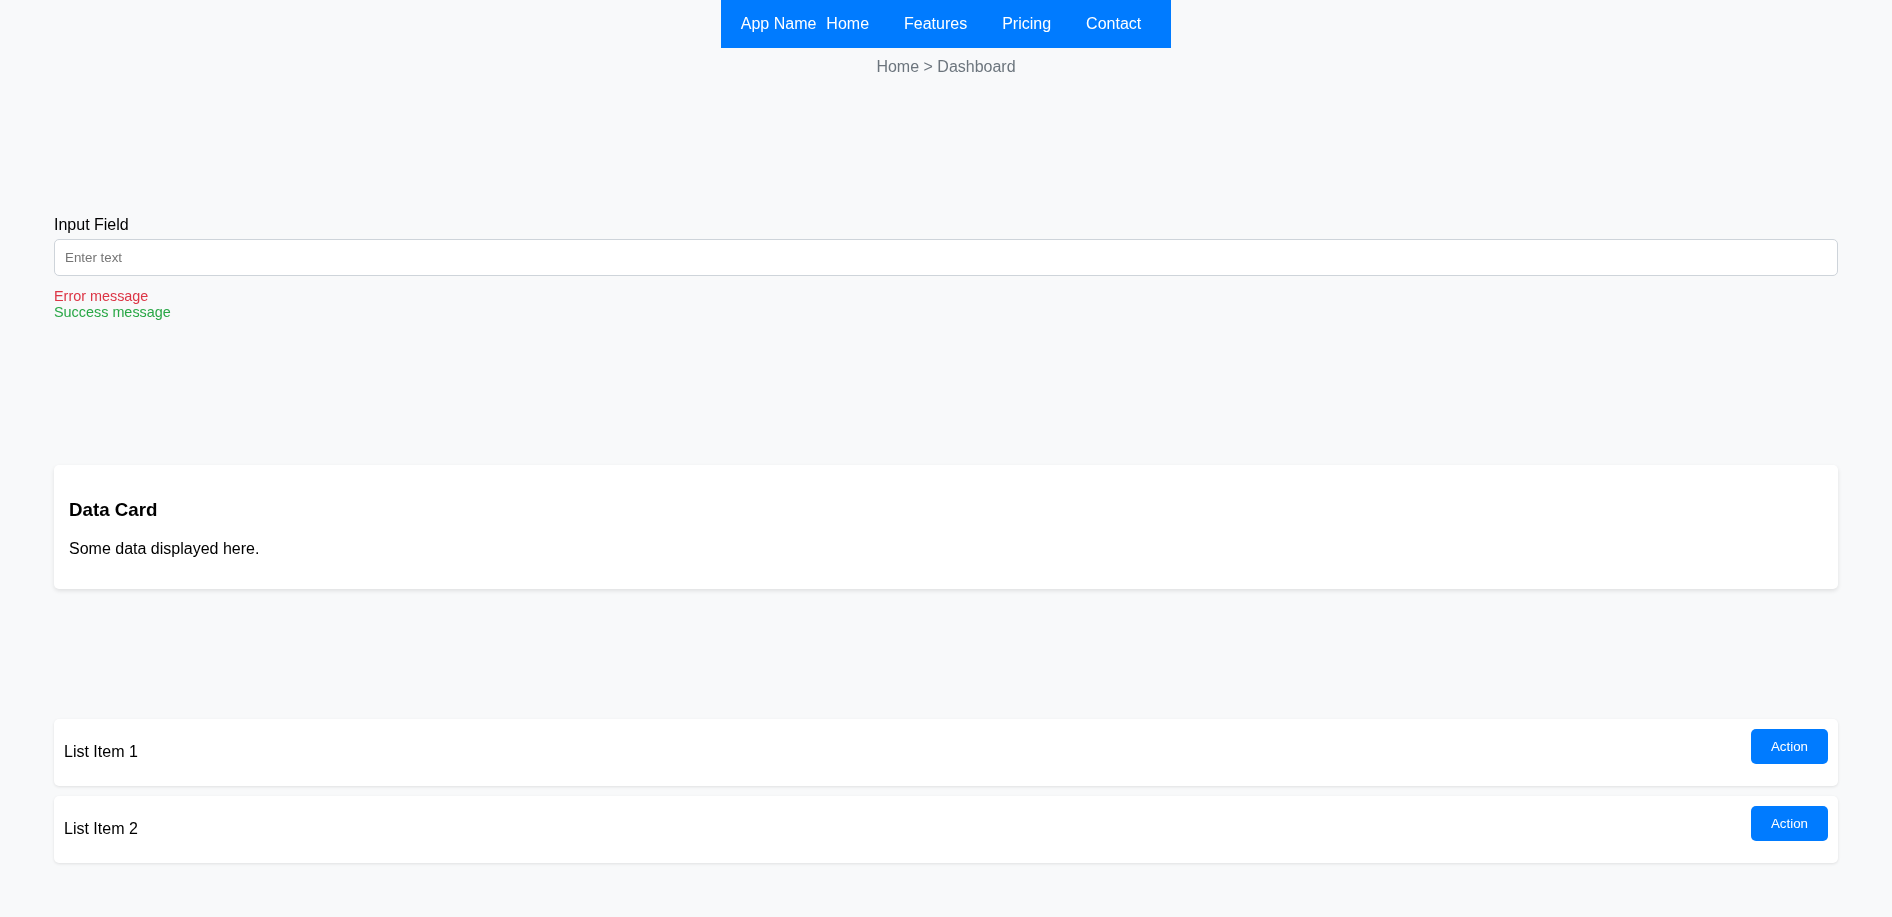 App Name Home Features Pricing Contact
Home > Dashboard
Input Field
Enter text
Error message
Success message
Data Card
Some data displayed here.
List Item 1 Action
List Item 2 Action